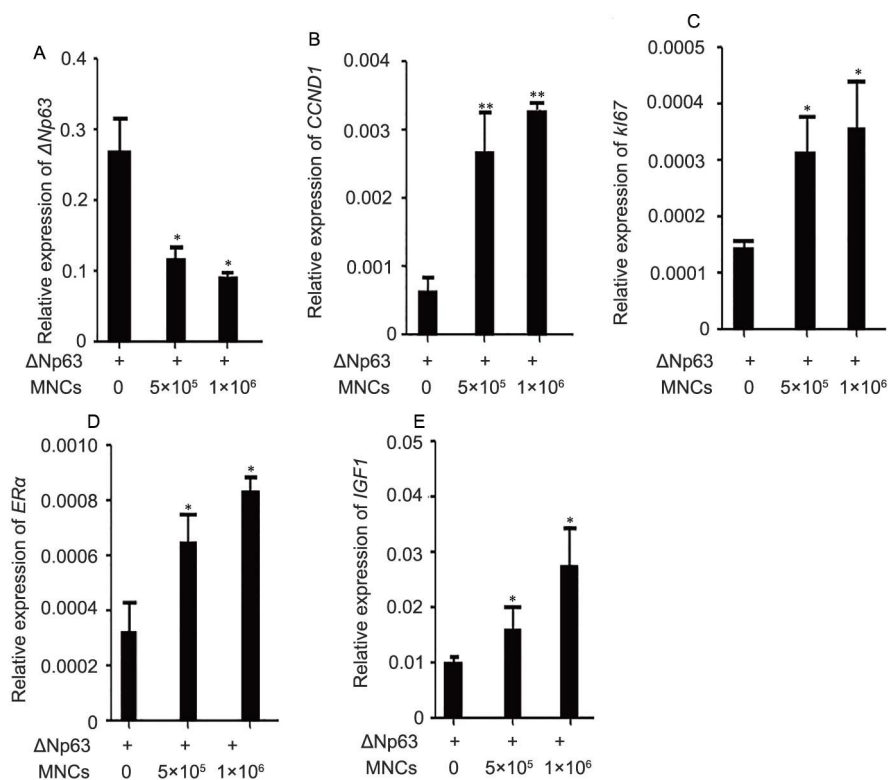 A
Relative expression of ΔNp63
0.4
0.3
0.2
0.1
0
*
*
ΔNp63 + + +
MNCs 0 5×10⁵ 1×10⁶
B
Relative expression of CCND1
0.004
0.003
0.002
0.001
0
**
**
+ + +
0 5×10⁵ 1×10⁶
C
Relative expression of kI67
0.0005
0.0004
0.0003
0.0002
0.0001
0
*
*
ΔNp63 + + +
MNCs 0 5×10⁵ 1×10⁶
D
Relative expression of ERα
0.0010
0.0008
0.0006
0.0004
0.0002
0
*
*
ΔNp63 + + +
MNCs 0 5×10⁵ 1×10⁶
E
Relative expression of IGF1
0.05
0.04
0.03
0.02
0.010
0
*
*
ΔNp63 + + +
MNCs 0 5×10⁵ 1×10⁶